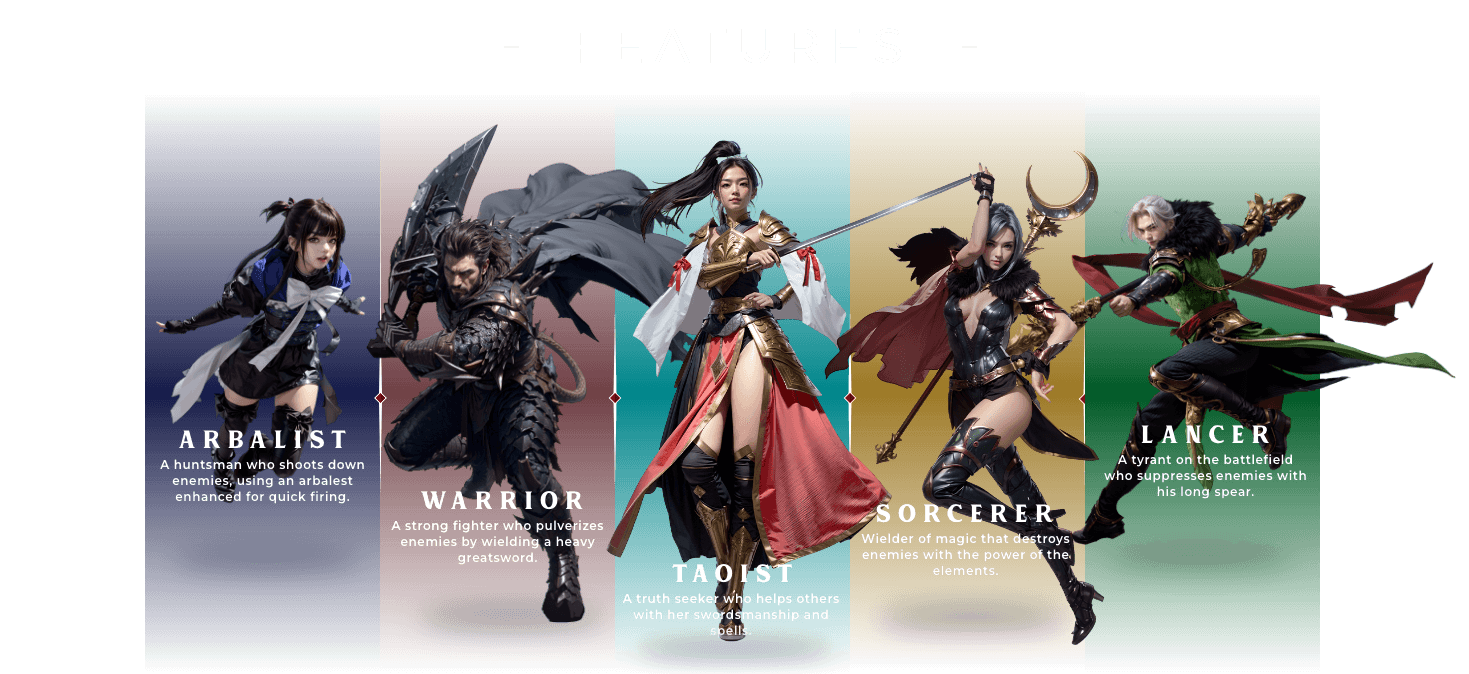 - FEATURES -
ARBALIST
A huntsman who shoots down
enemies, using an arbalest
enhanced for quick firing.
WARRIOR
A strong fighter who pulverizes
enemies by wielding a heavy
greatsword.
TAOIST
A truth seeker who helps others
with her swordsmanship and
spells.
SORCERER
Wielder of magic that destroys
enemies with the power of the
elements.
LANCER
A tyrant on the battlefield
who suppresses enemies with
his long spear.